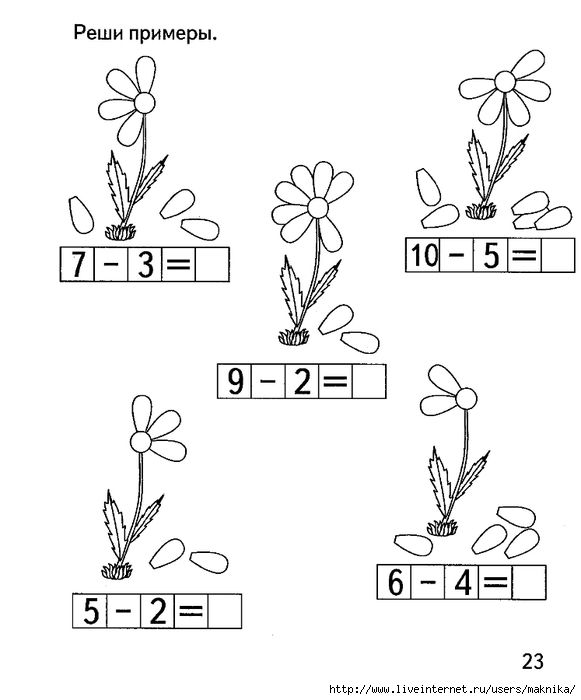 Реши примеры.
7 - 3 =
10 - 5 =
9 - 2 =
5 - 2 =
6 - 4 =
23
http://www.liveinternet.ru/users/maknika/